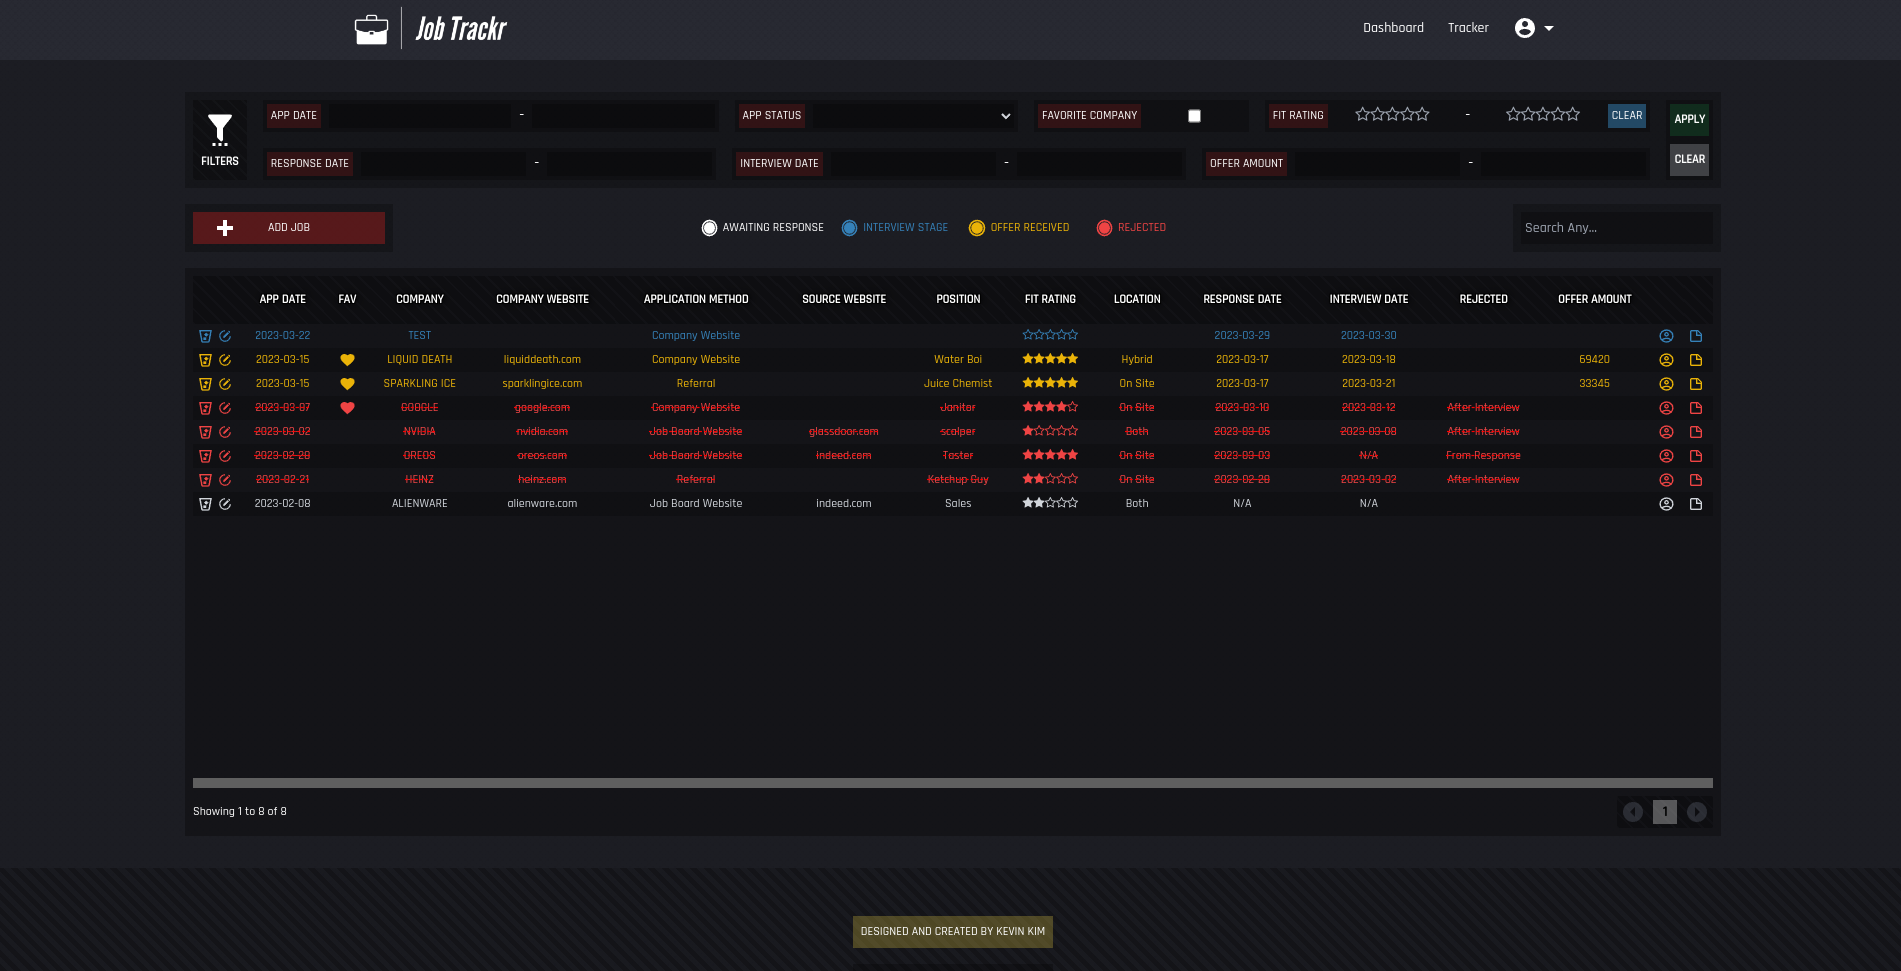 Job Trackr
Dashboard Tracker
APP DATE - APP STATUS FAVORITE COMPANY FIT RATING - CLEAR APPLY
FILTERS RESPONSE DATE - INTERVIEW DATE - OFFER AMOUNT - CLEAR
ADD JOB AWAITING RESPONSE INTERVIEW STAGE OFFER RECEIVED REJECTED Search Any...
APP DATE FAV COMPANY COMPANY WEBSITE APPLICATION METHOD SOURCE WEBSITE POSITION FIT RATING LOCATION RESPONSE DATE INTERVIEW DATE REJECTED OFFER AMOUNT
2023-03-22 TEST Company Website 2023-03-29 2023-03-30
2023-03-15 LIQUID DEATH liquiddeath.com Company Website Water Boi Hybrid 2023-03-17 2023-03-18 69420
2023-03-15 SPARKLING ICE sparklingice.com Referral Juice Chemist On Site 2023-03-17 2023-03-21 33345
2023-03-07 GOOGLE google.com Company Website Janitor On Site 2023-03-10 2023-03-12 After Interview
2023-03-02 NVIDIA nvidia.com Job Board Website glassdoor.com scalper Both 2023-03-05 2023-03-08 After Interview
2023-02-28 OREOS oreos.com Job Board Website indeed.com Taster On Site 2023-03-03 N/A From Response
2023-02-21 HEINZ heinz.com Referral Ketchup Guy On Site 2023-02-28 2023-03-02 After Interview
2023-02-08 ALIENWARE alienware.com Job Board Website indeed.com Sales Both N/A N/A
Showing 1 to 8 of 8 1
DESIGNED AND CREATED BY KEVIN KIM